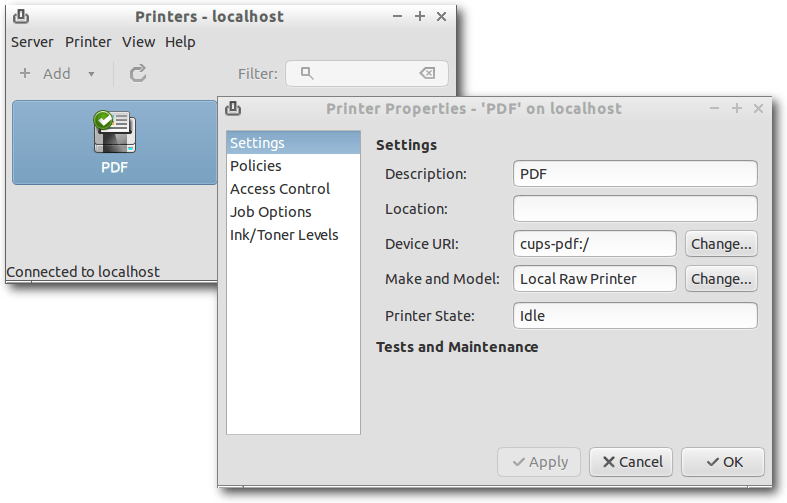 Printers - localhost
Server Printer View Help
Add Filter:
PDF
Connected to localhost
Printer Properties - 'PDF' on localhost
Settings
Policies
Access Control
Job Options
Ink/Toner Levels
Settings
Description: PDF
Location:
Device URI: cups-pdf:/ Change...
Make and Model: Local Raw Printer Change...
Printer State: Idle
Tests and Maintenance
Apply Cancel OK